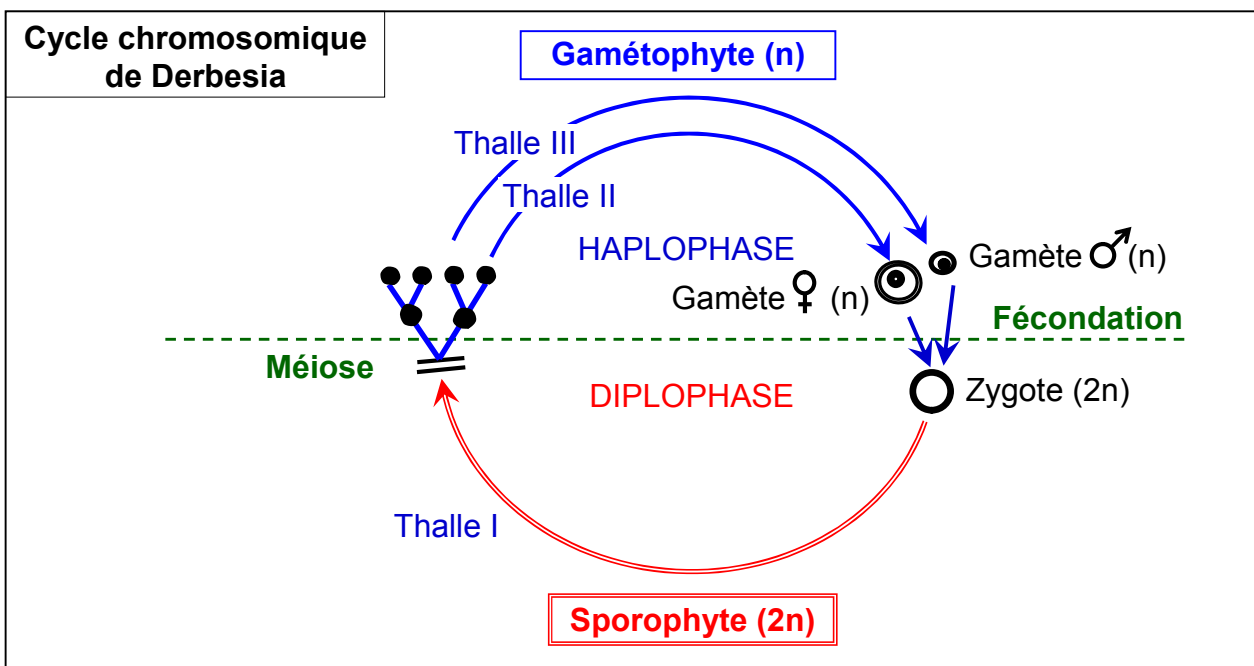 Cycle chromosomique
de Derbesia
Gamétophyte (n)
Thalle III
Thalle II
HAPLOPHASE
Gamète ♂ (n)
Gamète ♀ (n)
Fécondation
Méiose
DIPLOPHASE
Zygote (2n)
Thalle I
Sporophyte (2n)